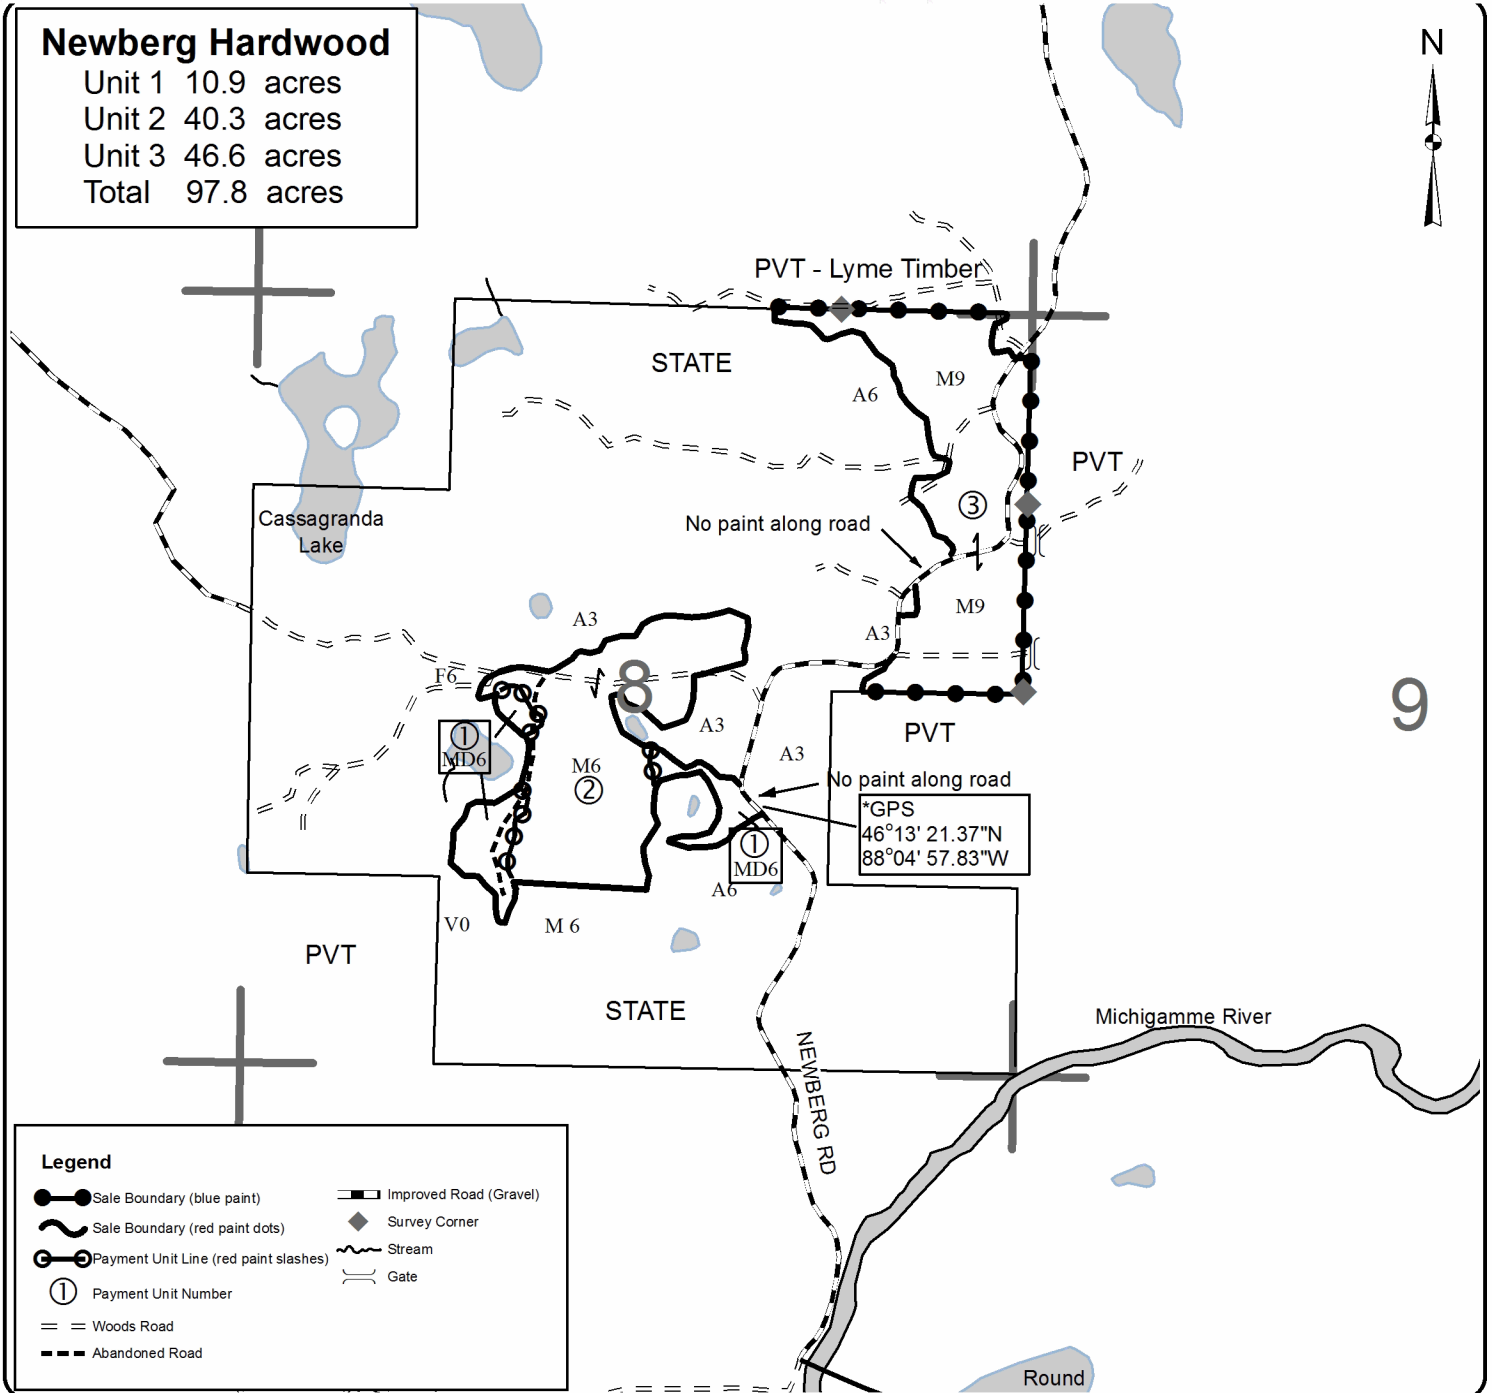 Newberg Hardwood
Unit 1 10.9 acres
Unit 2 40.3 acres
Unit 3 46.6 acres
Total 97.8 acres
N
PVT - Lyme Timber
STATE
A6
M9
PVT
Cassagranda
Lake
③
No paint along road
M9
A3
A3
F6
8
9
A3
PVT
①
MD6
M6
②
A3
No paint along road
*GPS
46°13' 21.37"N
88°04' 57.83"W
①
MD6
A6
V0
M 6
PVT
STATE
Michigamme River
NEWBERG RD
Legend
Sale Boundary (blue paint)
Sale Boundary (red paint dots)
Payment Unit Line (red paint slashes)
① Payment Unit Number
Woods Road
Abandoned Road
Improved Road (Gravel)
Survey Corner
Stream
Gate
Round